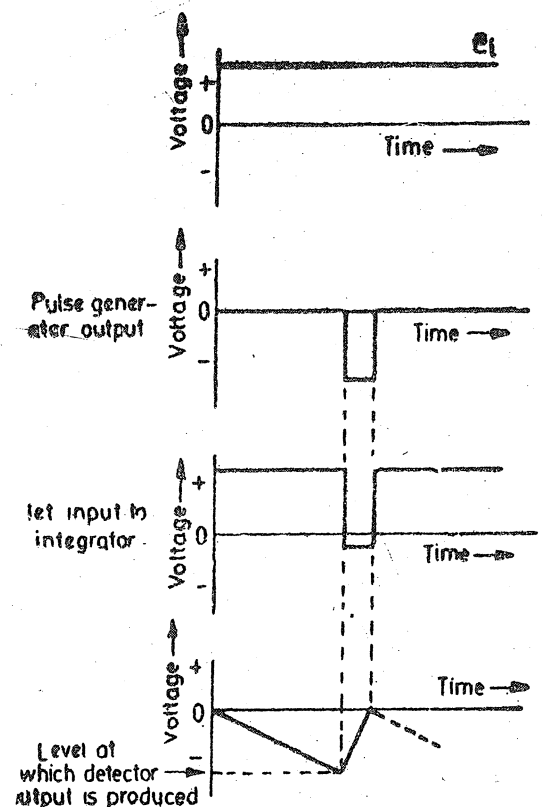 Voltage
+
0
-
ei
Time
Pulse gener-
ator output
Voltage
+
0
-
Time
Net input to
integrator
Voltage
+
0
-
Time
Voltage
+
0
-
Time
Level at
which detector
output is produced